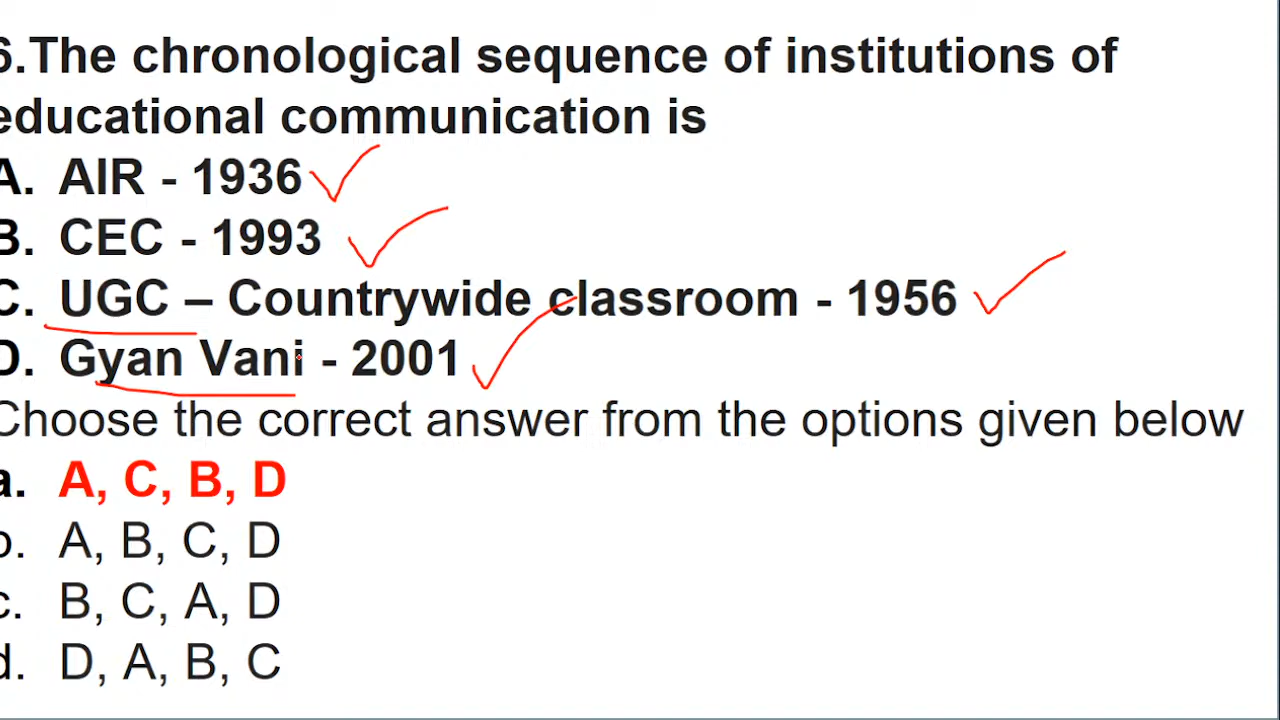 6.The chronological sequence of institutions of
educational communication is
A. AIR - 1936
B. CEC - 1993
C. UGC – Countrywide classroom - 1956
D. Gyan Vani - 2001
Choose the correct answer from the options given below
a. A, C, B, D
b. A, B, C, D
c. B, C, A, D
d. D, A, B, C